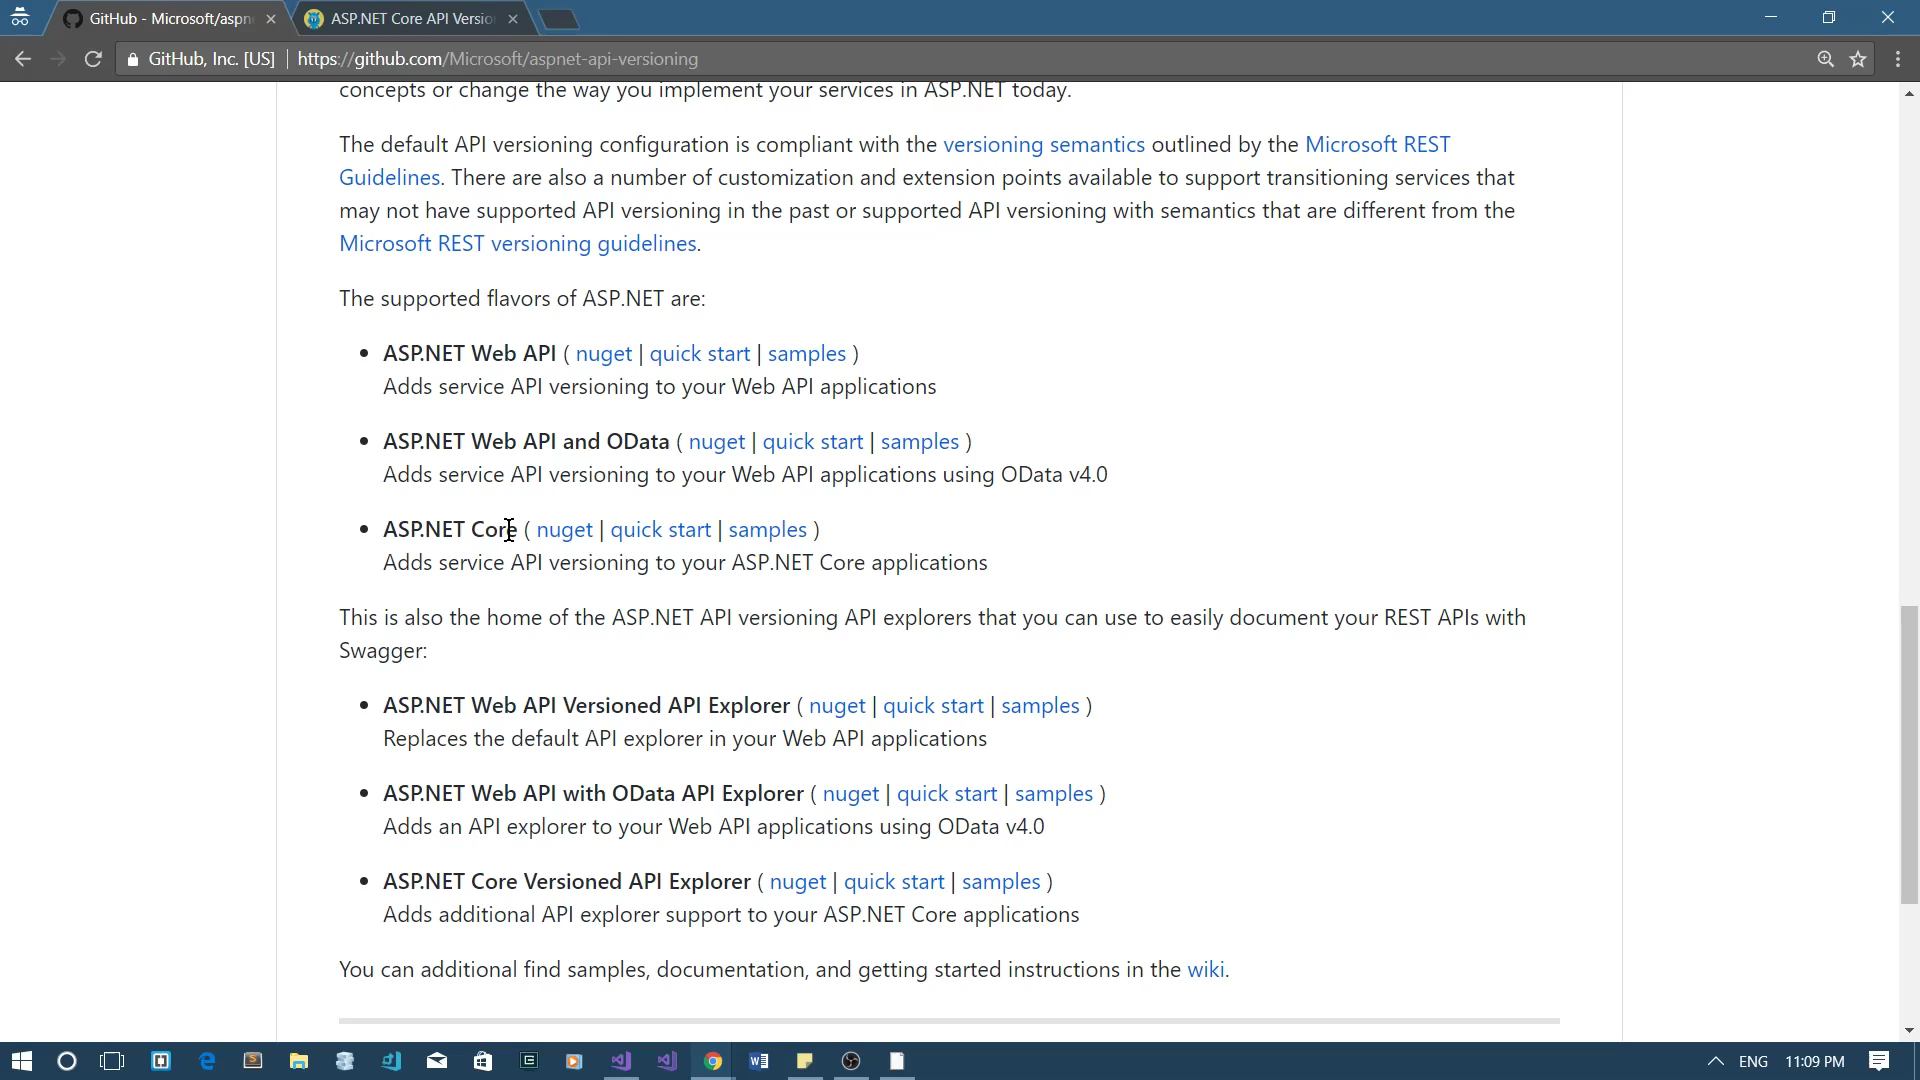 GitHub - Microsoft/aspn
ASP.NET Core API Versio
GitHub, Inc. [US] | https://github.com/Microsoft/aspnet-api-versioning
concepts or change the way you implement your services in ASP.NET today.
The default API versioning configuration is compliant with the versioning semantics outlined by the Microsoft REST
Guidelines. There are also a number of customization and extension points available to support transitioning services that
may not have supported API versioning in the past or supported API versioning with semantics that are different from the
Microsoft REST versioning guidelines.
The supported flavors of ASP.NET are:
• ASP.NET Web API ( nuget | quick start | samples )
Adds service API versioning to your Web API applications
• ASP.NET Web API and OData ( nuget | quick start | samples )
Adds service API versioning to your Web API applications using OData v4.0
• ASP.NET Core ( nuget | quick start | samples )
Adds service API versioning to your ASP.NET Core applications
This is also the home of the ASP.NET API versioning API explorers that you can use to easily document your REST APIs with
Swagger:
• ASP.NET Web API Versioned API Explorer ( nuget | quick start | samples )
Replaces the default API explorer in your Web API applications
• ASP.NET Web API with OData API Explorer ( nuget | quick start | samples )
Adds an API explorer to your Web API applications using OData v4.0
• ASP.NET Core Versioned API Explorer ( nuget | quick start | samples )
Adds additional API explorer support to your ASP.NET Core applications
You can additional find samples, documentation, and getting started instructions in the wiki.
ENG 11:09 PM